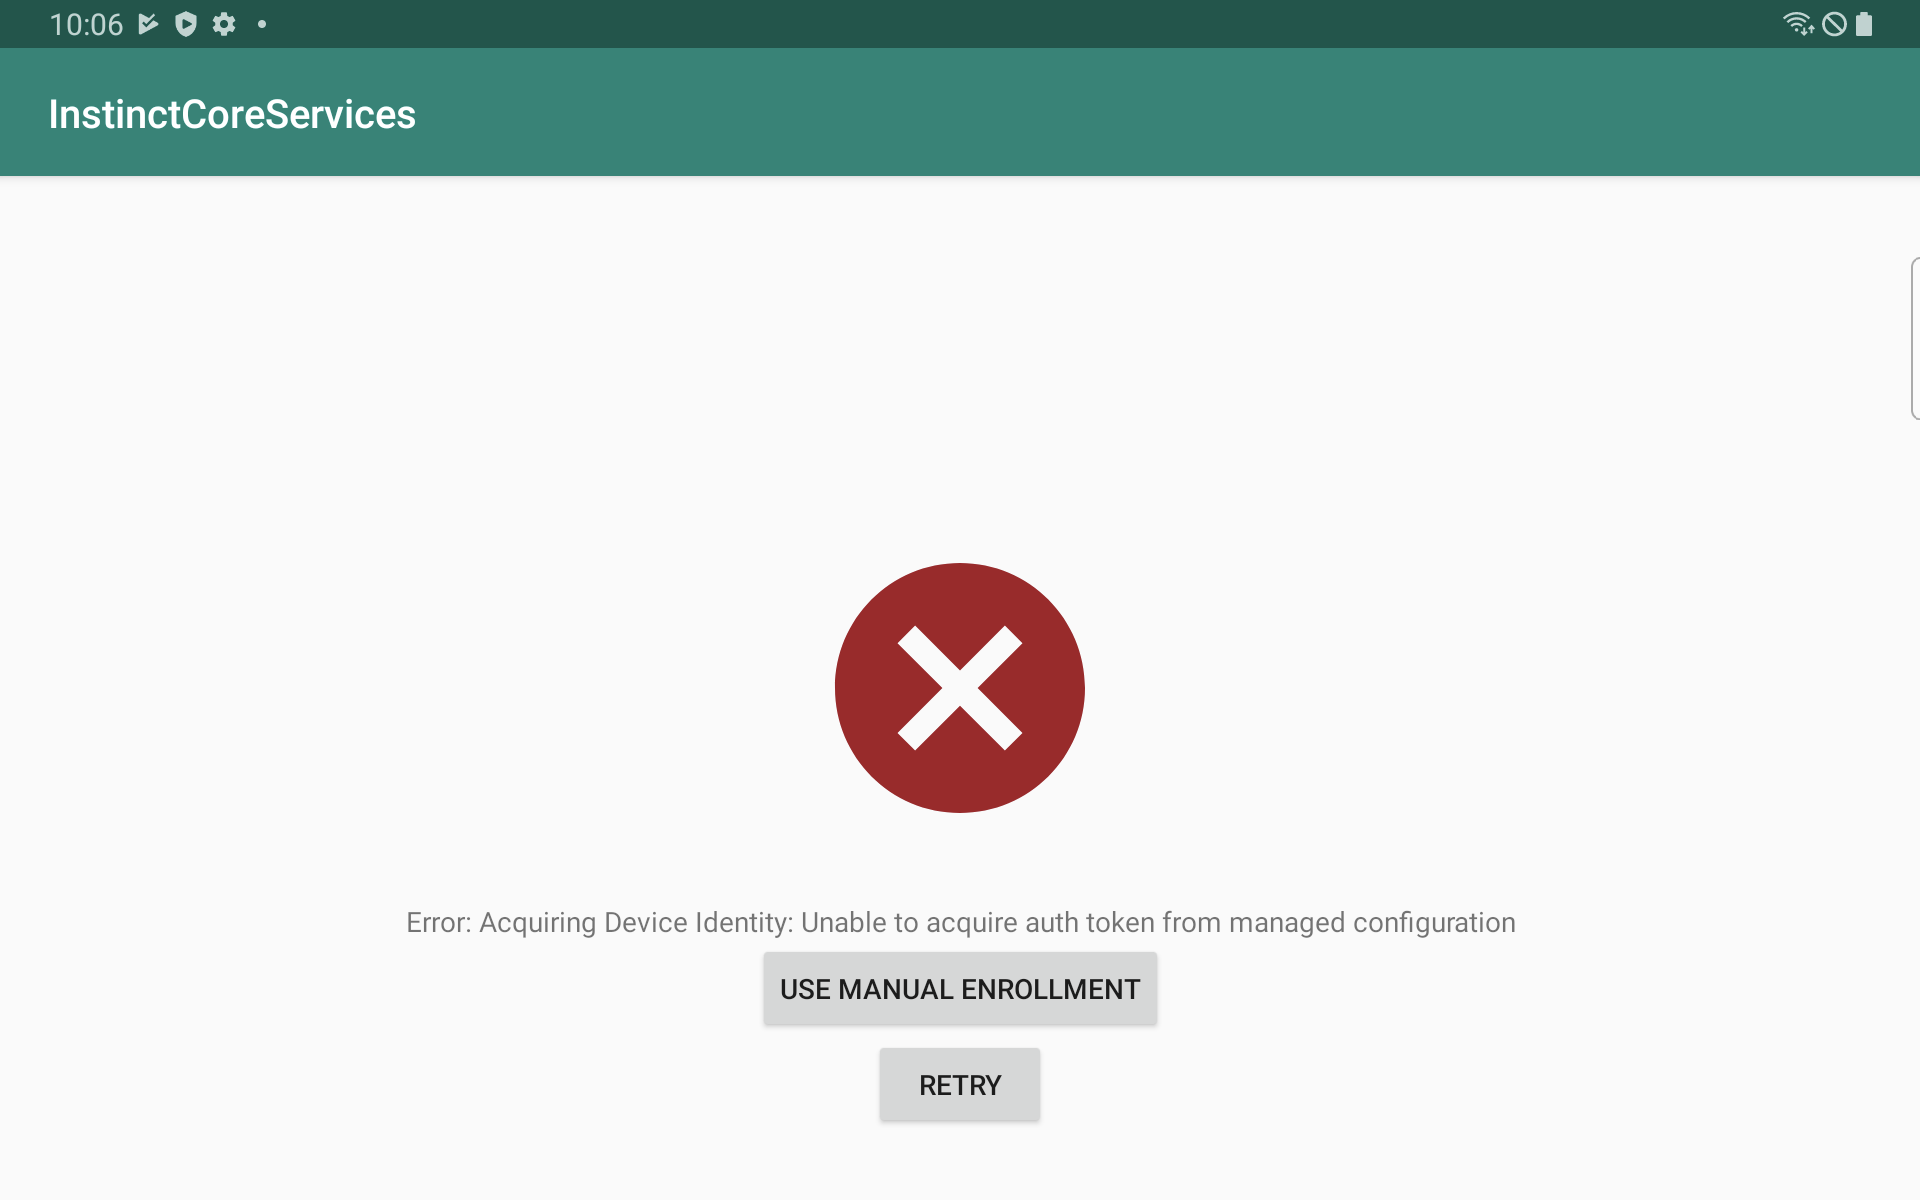 10:06
InstinctCoreServices
Error: Acquiring Device Identity: Unable to acquire auth token from managed configuration
USE MANUAL ENROLLMENT
RETRY